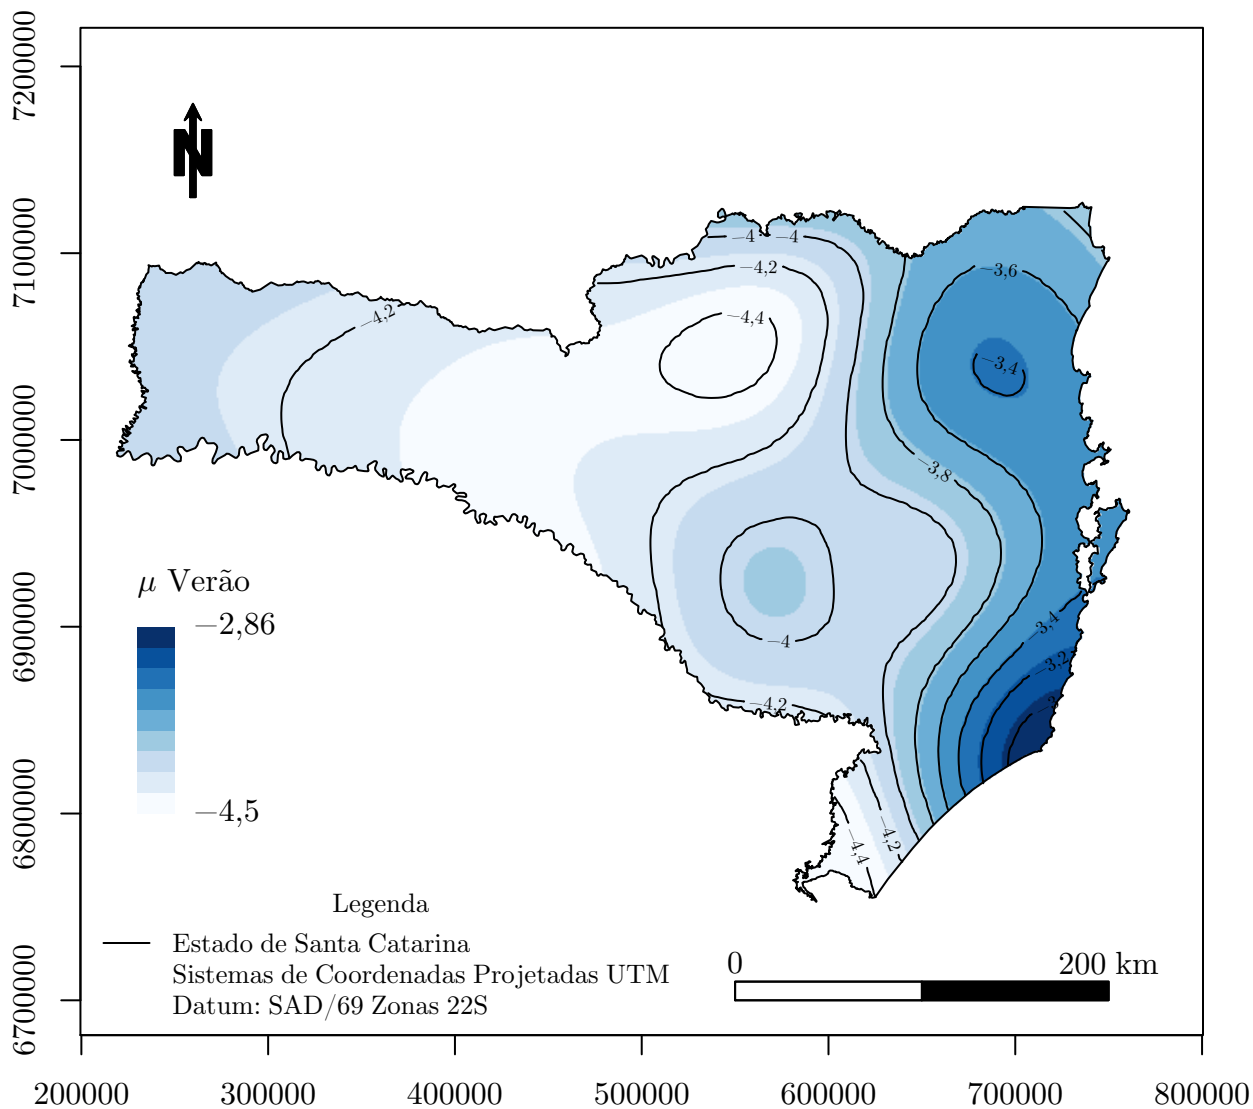 7200000
7100000
7000000
6900000
6800000
6700000
N
−4
−4
−4,2
−3,6
−4,4
−4,2
−3,4
−3,8
−3,4
−4
−3,2
−4,2
−3
−4,2
−4,4
μ Verão
−2,86
−4,5
Legenda
Estado de Santa Catarina
Sistemas de Coordenadas Projetadas UTM
Datum: SAD/69 Zonas 22S
0 200 km
200000 300000 400000 500000 600000 700000 800000